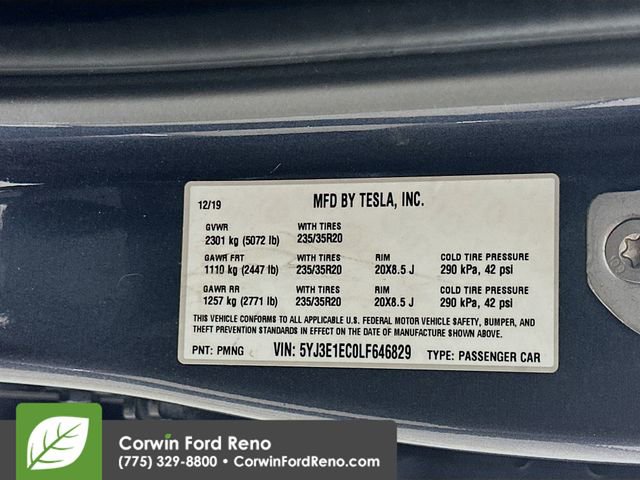 12/19 MFD BY TESLA, INC.
GVWR WITH TIRES
2301 kg (5072 lb) 235/35R20
GAWR FRT WITH TIRES RIM COLD TIRE PRESSURE
1110 kg (2447 lb) 235/35R20 20X8.5 J 290 kPa, 42 psi
GAWR RR WITH TIRES RIM COLD TIRE PRESSURE
1257 kg (2771 lb) 235/35R20 20X8.5 J 290 kPa, 42 psi
THIS VEHICLE CONFORMS TO ALL APPLICABLE U.S. FEDERAL MOTOR VEHICLE SAFETY, BUMPER, AND
THEFT PREVENTION STANDARDS IN EFFECT ON THE DATE OF MANUFACTURE SHOWN ABOVE.
PNT: PMNG VIN: 5YJ3E1EC0LF646829 TYPE: PASSENGER CAR
Corwin Ford Reno
(775) 329-8800 • CorwinFordReno.com